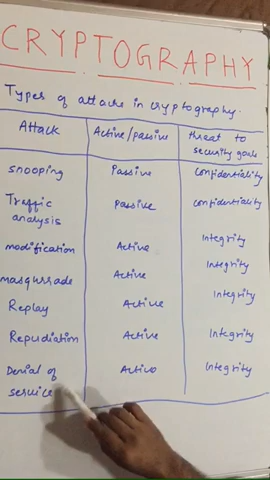 CRYPTOGRAPHY
Types of attacks in cryptography.
Attack Active/passive threat to
security goals
snooping Passive Confidentiality
Traffic passive confidentiality
analysis
modification Active Integrity
masqurrade Active Integrity
Replay Active Integrity
Repudiation Active Integrity
Denial of Active Integrity
service